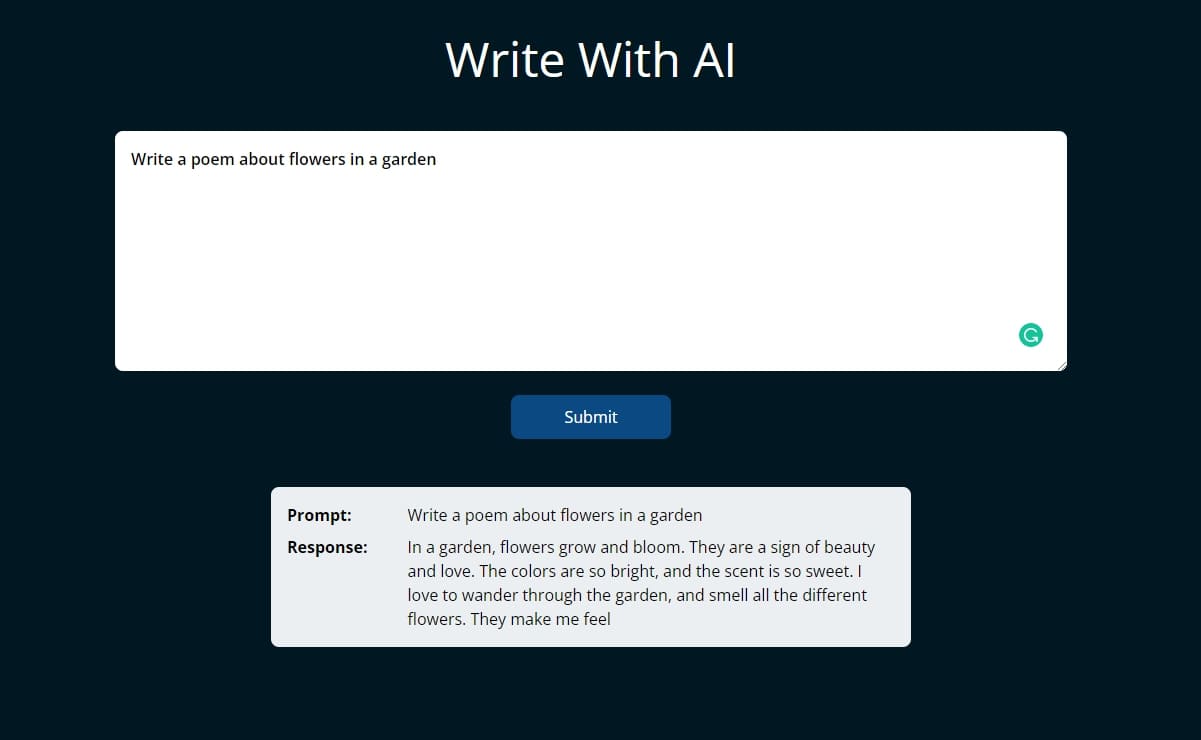 Write With AI
Write a poem about flowers in a garden
Submit
Prompt: Write a poem about flowers in a garden
Response: In a garden, flowers grow and bloom. They are a sign of beauty
and love. The colors are so bright, and the scent is so sweet. I
love to wander through the garden, and smell all the different
flowers. They make me feel